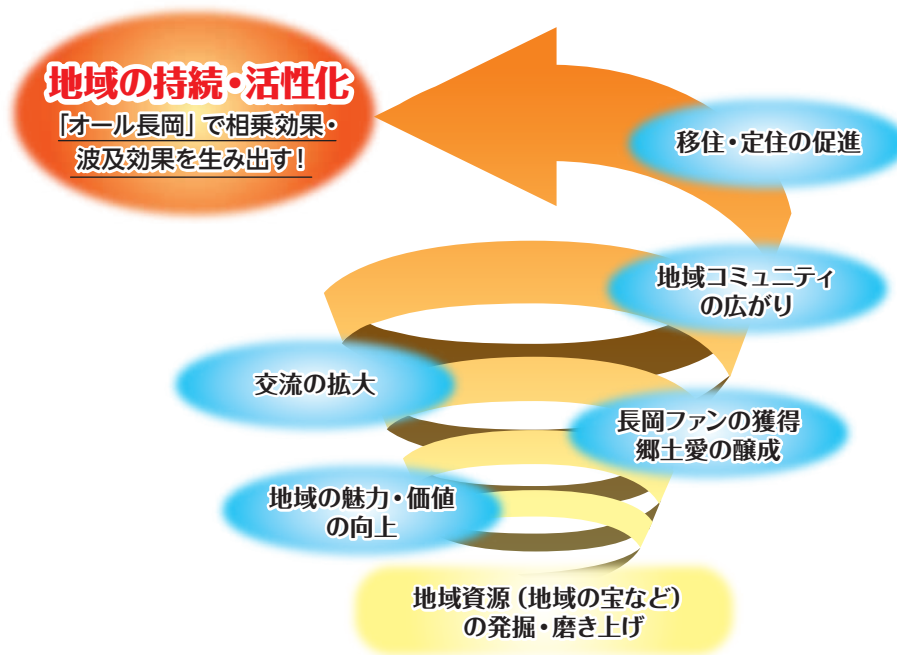 地域の持続・活性化
「オール長岡」で相乗効果・
波及効果を生み出す！
移住・定住の促進
地域コミュニティ
の広がり
交流の拡大
長岡ファンの獲得
郷土愛の醸成
地域の魅力・価値
の向上
地域資源（地域の宝など）
の発掘・磨き上げ